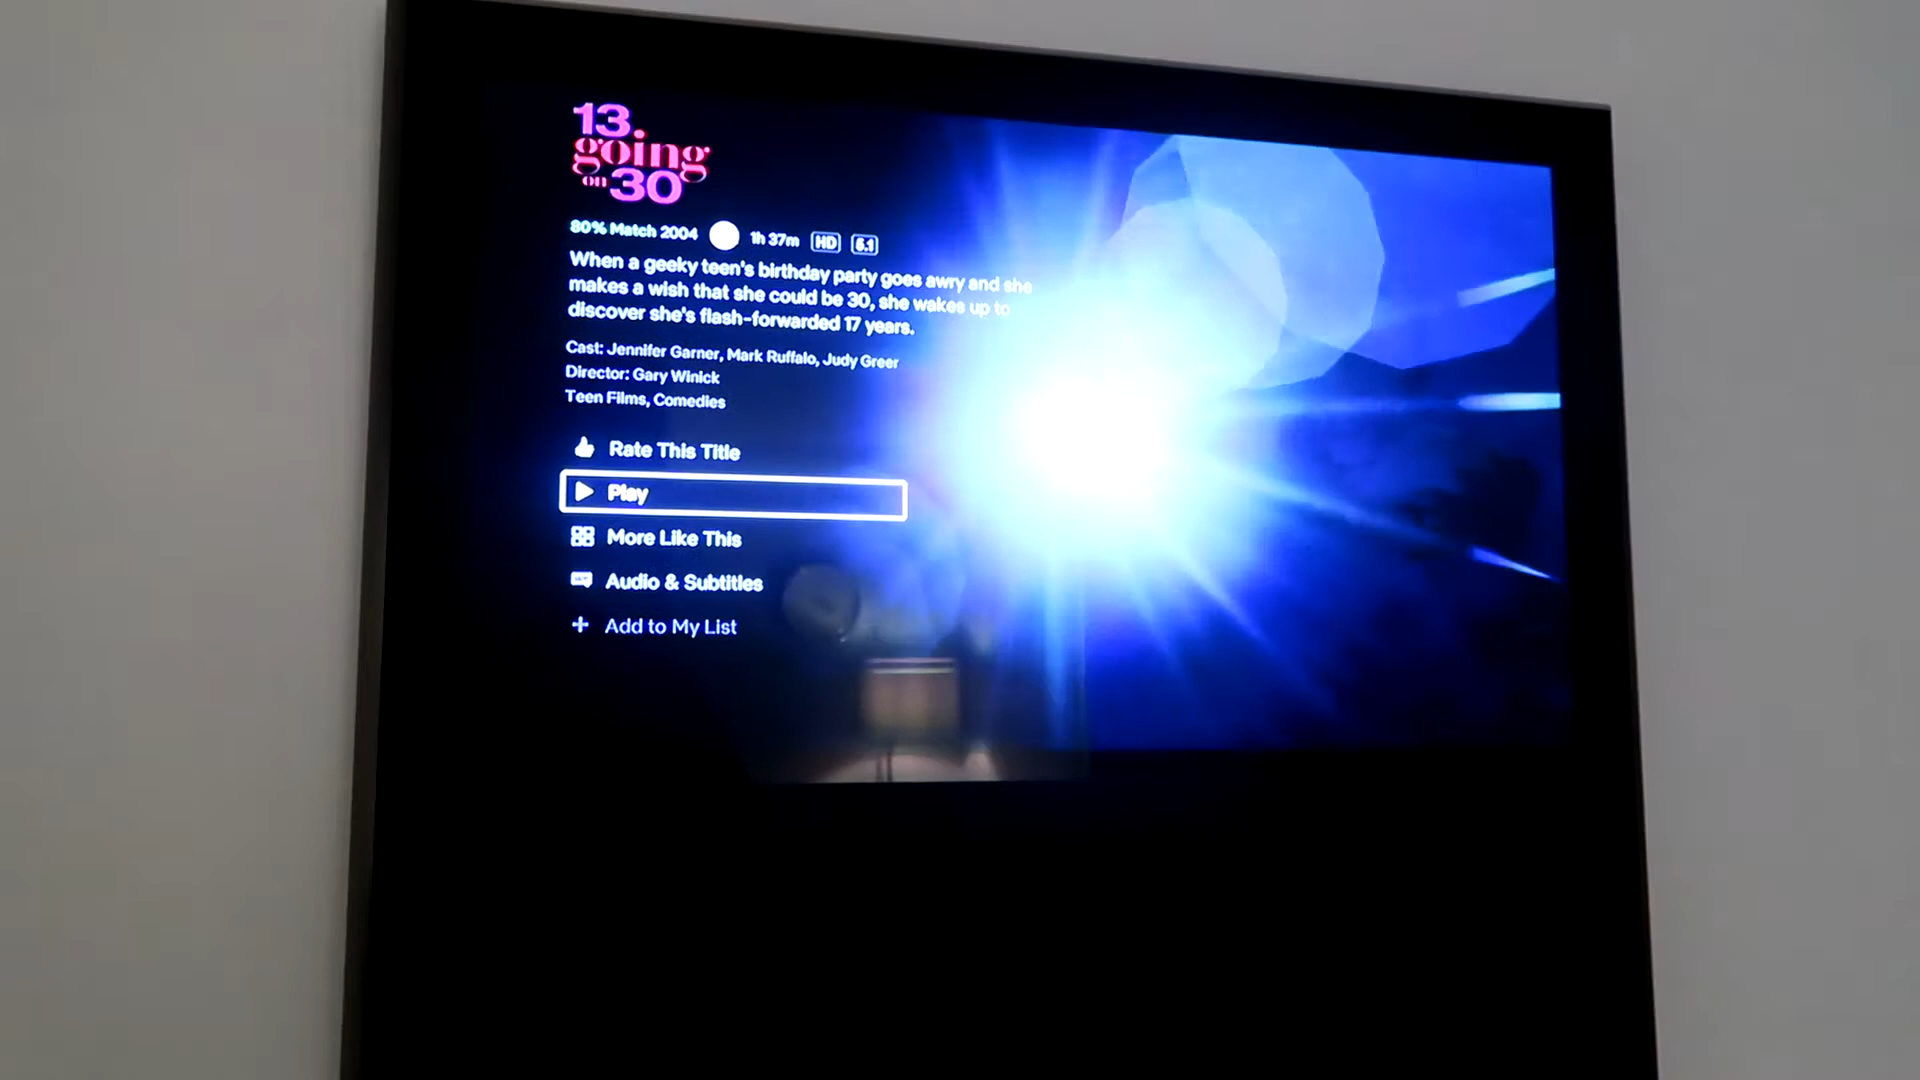 13
going
on 30
80% Match 2004 1h 37m HD 5.1
When a geeky teen's birthday party goes awry and she
makes a wish that she could be 30, she wakes up to
discover she's flash-forwarded 17 years.
Cast: Jennifer Garner, Mark Ruffalo, Judy Greer
Director: Gary Winick
Teen Films, Comedies
Rate This Title
Play
More Like This
Audio & Subtitles
Add to My List